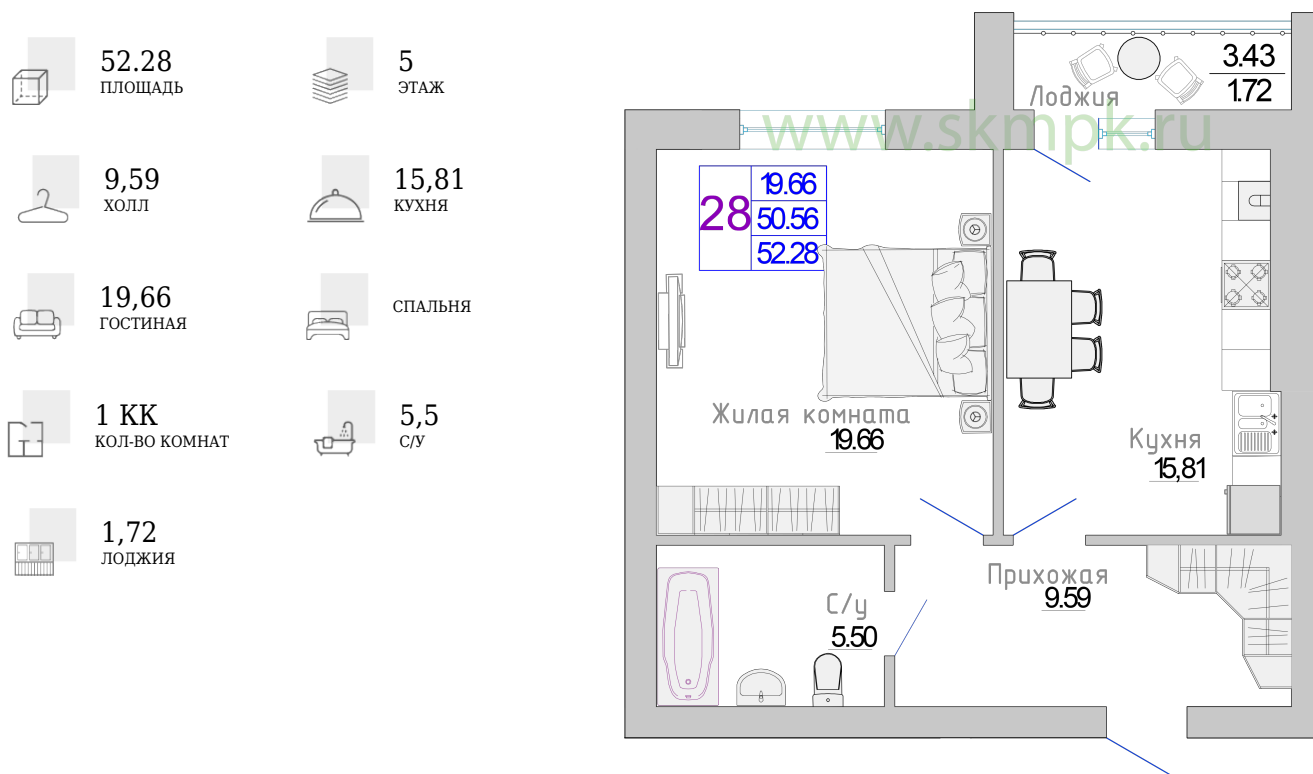 52.28
ПЛОЩАДЬ
5
ЭТАЖ
9,59
ХОЛЛ
15,81
КУХНЯ
19,66
ГОСТИНАЯ
СПАЛЬНЯ
1 КК
КОЛ-ВО КОМНАТ
5,5
С/У
1,72
ЛОДЖИЯ
3.43
1.72
Лоджия
www.skmpk.ru
28
19.66
50.56
52.28
Жилая комната
19.66
Кухня
15,81
Прихожая
9.59
С/у
5.50